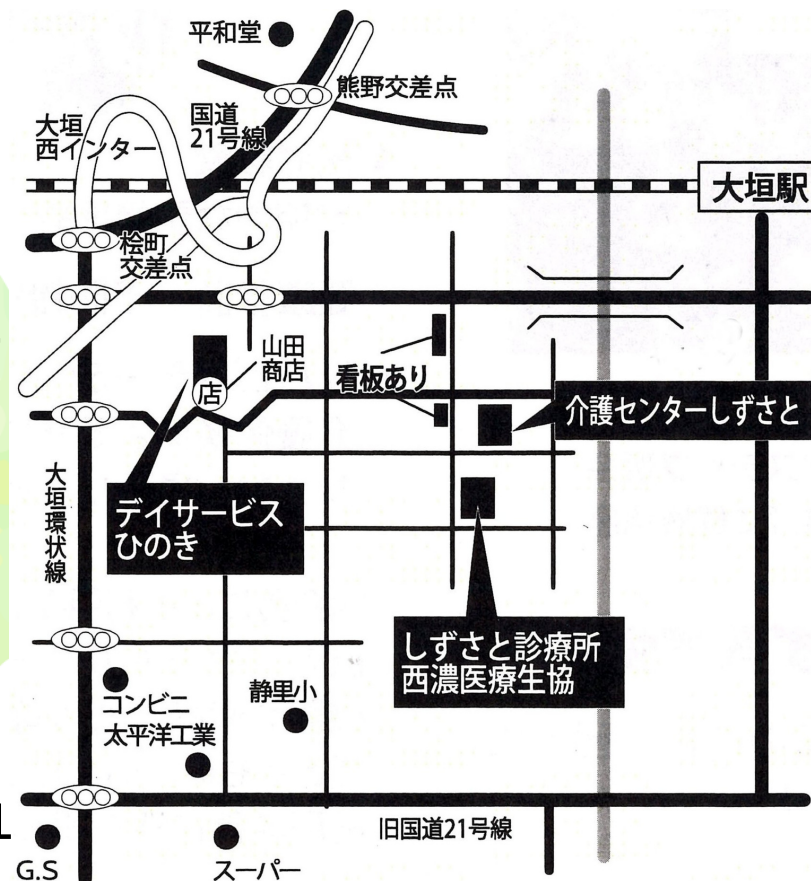 平和堂
熊野交差点
国道
21号線
大垣
西インター
大垣駅
桧町
交差点
山田
商店
店
看板あり
介護センターしずさと
大垣環状線
デイサービス
ひのき
しずさと診療所
西濃医療生協
コンビニ
静里小
太平洋工業
旧国道21号線
G.S
スーパー